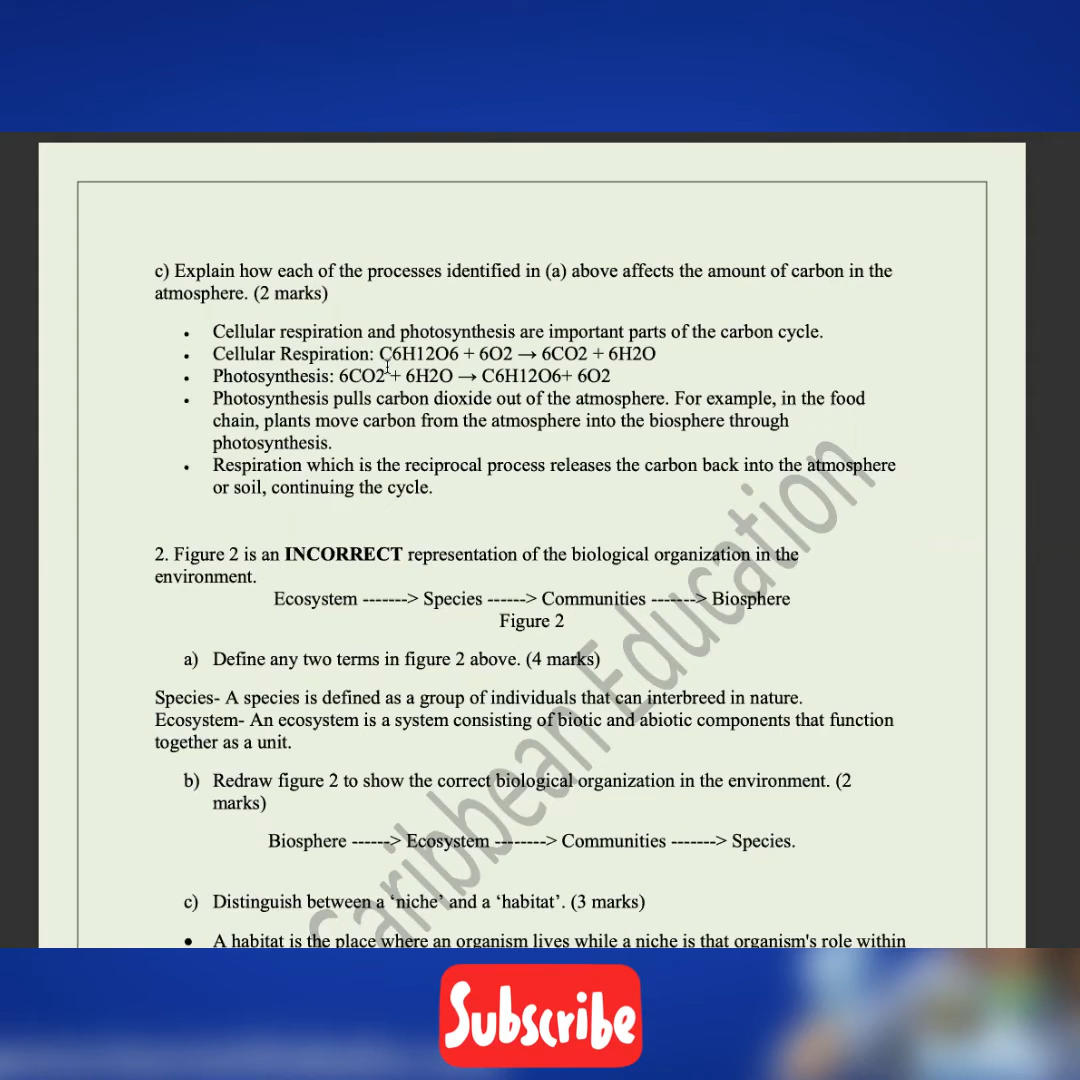 c) Explain how each of the processes identified in (a) above affects the amount of carbon in the
atmosphere. (2 marks)
• Cellular respiration and photosynthesis are important parts of the carbon cycle.
• Cellular Respiration: C6H12O6 + 6O2 → 6CO2 + 6H2O
• Photosynthesis: 6CO2 + 6H2O → C6H12O6+ 6O2
• Photosynthesis pulls carbon dioxide out of the atmosphere. For example, in the food
chain, plants move carbon from the atmosphere into the biosphere through
photosynthesis.
• Respiration which is the reciprocal process releases the carbon back into the atmosphere
or soil, continuing the cycle.
2. Figure 2 is an INCORRECT representation of the biological organization in the
environment.
Ecosystem -------> Species ------> Communities -------> Biosphere
Figure 2
a) Define any two terms in figure 2 above. (4 marks)
Species- A species is defined as a group of individuals that can interbreed in nature.
Ecosystem- An ecosystem is a system consisting of biotic and abiotic components that function
together as a unit.
b) Redraw figure 2 to show the correct biological organization in the environment. (2
marks)
Biosphere ------> Ecosystem --------> Communities -------> Species.
c) Distinguish between a ‘niche’ and a ‘habitat’. (3 marks)
• A habitat is the place where an organism lives while a niche is that organism's role within
Caribbean Education
Subscribe